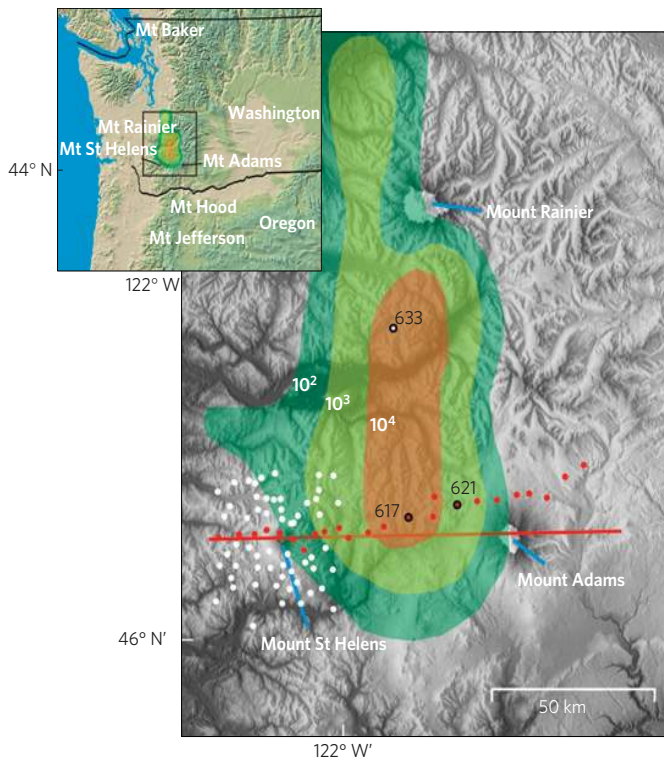 Mt Baker
Washington
Mt Rainier
Mt St Helens
Mt Adams
44° N
Mt Hood
Oregon
Mt Jefferson
122° W
Mount Rainier
633
10²
10³
10⁴
621
617
Mount Adams
Mount St Helens
46° N'
50 km
122° W'